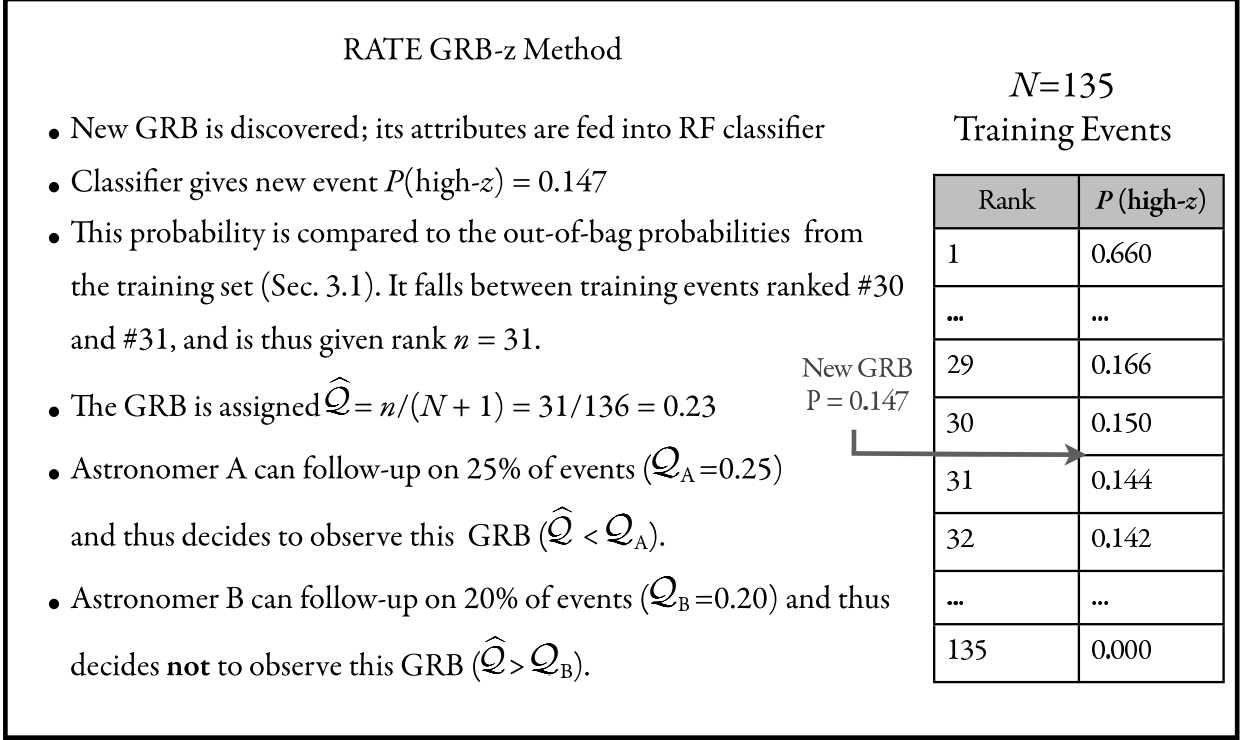 RATE GRB-z Method
• New GRB is discovered; its attributes are fed into RF classifier
• Classifier gives new event P(high-z) = 0.147
• This probability is compared to the out-of-bag probabilities from
the training set (Sec. 3.1). It falls between training events ranked #30
and #31, and is thus given rank n = 31.
• The GRB is assigned Q̂ = n/(N + 1) = 31/136 = 0.23
• Astronomer A can follow-up on 25% of events (Q_A=0.25)
and thus decides to observe this GRB (Q̂ < Q_A).
• Astronomer B can follow-up on 20% of events (Q_B=0.20) and thus
decides not to observe this GRB (Q̂ > Q_B).
N=135
Training Events
Rank P (high-z)
1 0.660
... ...
29 0.166
30 0.150
31 0.144
32 0.142
... ...
135 0.000
New GRB
P = 0.147